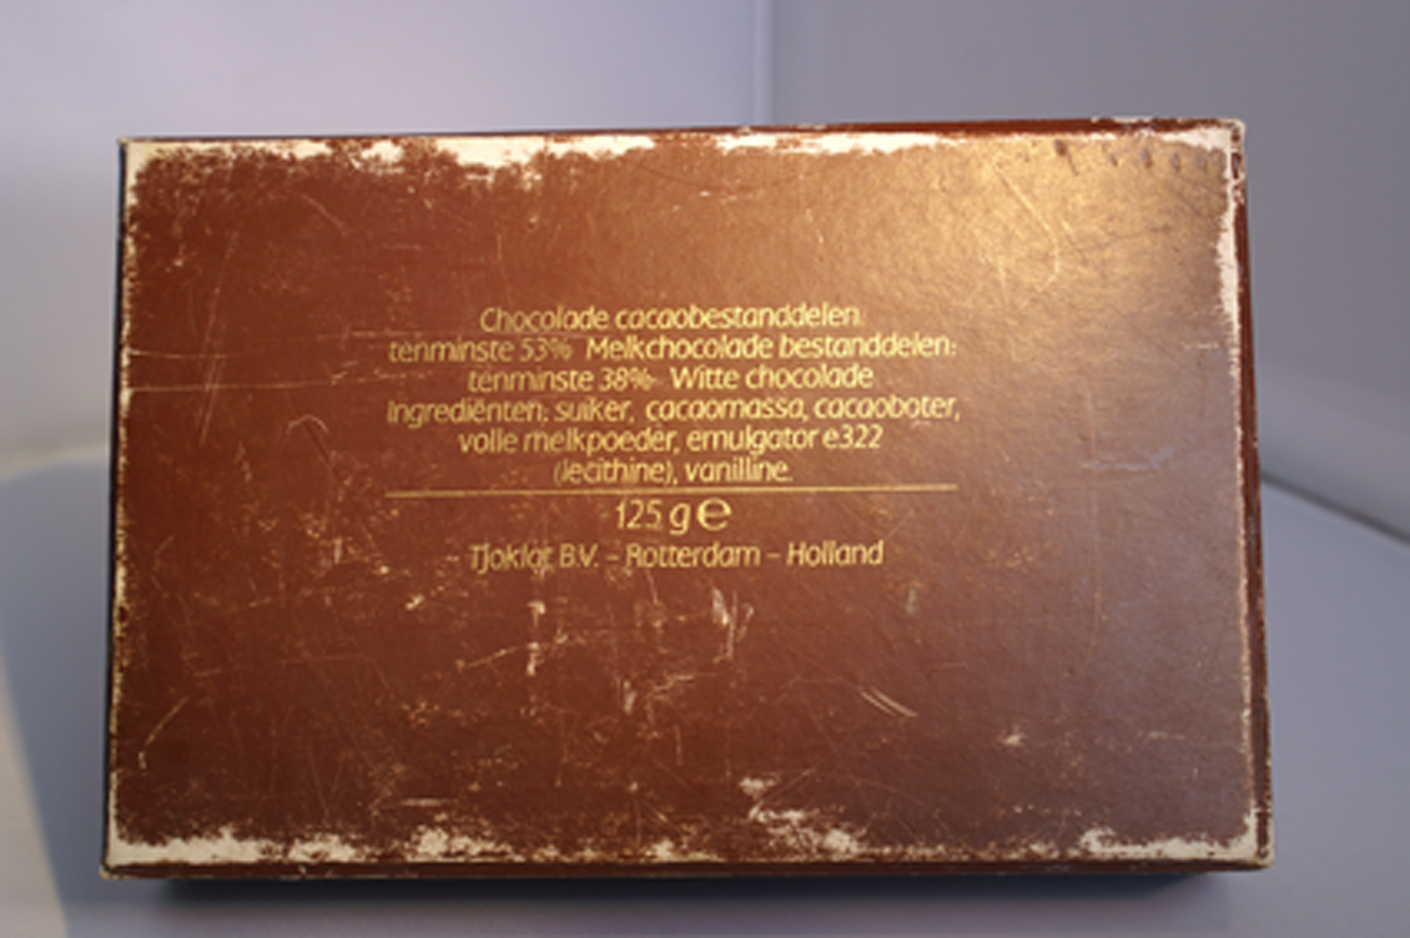 Chocolade cacaobestanddelen.
tenminste 53% Melkchocolade bestanddelen:
tenminste 38% Witte chocolade
Ingrediënten: suiker, cacaomassa, cacaoboter,
volle melkpoeder, emulgator e322
(lecithine), vanilline.
125 g e
Tjoklat B.V. – Rotterdam – Holland